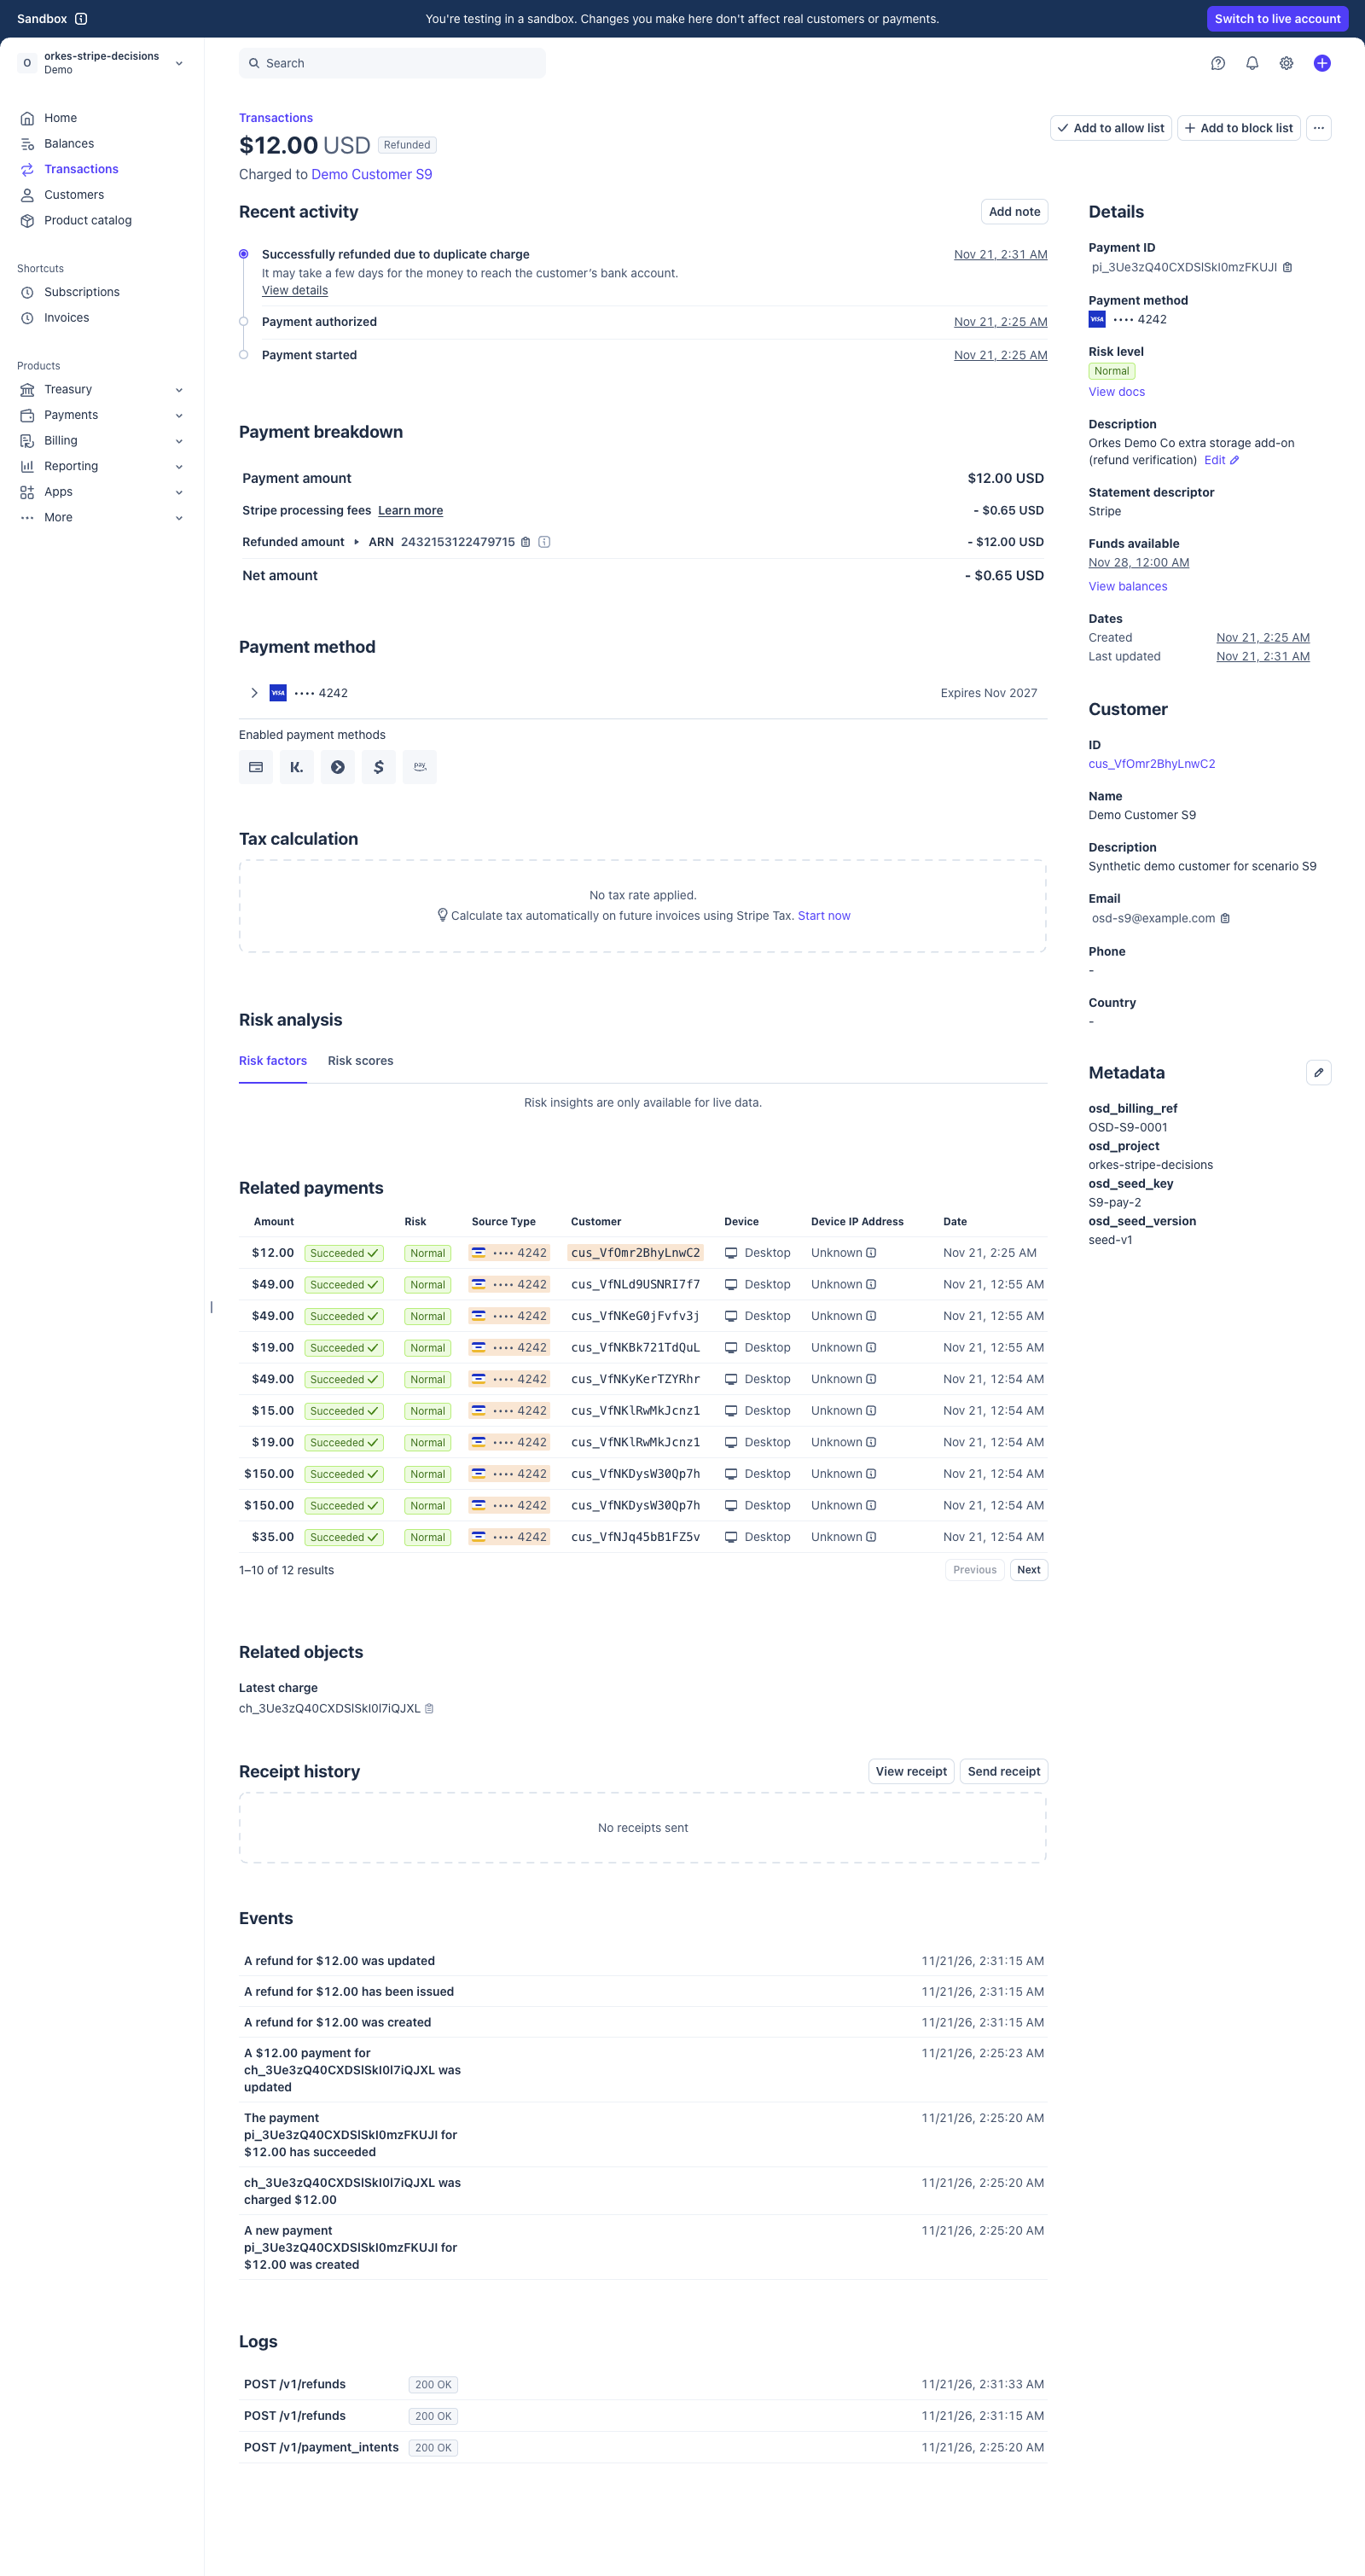 Sandbox
You're testing in a sandbox. Changes you make here don't affect real customers or payments.
Switch to live account
O
orkes-stripe-decisions
Demo
Search
Home
Balances
Transactions
Customers
Product catalog
Shortcuts
Subscriptions
Invoices
Products
Treasury
Payments
Billing
Reporting
Apps
More
Transactions
$12.00 USD Refunded
Charged to Demo Customer S9
Add to allow list
Add to block list
Recent activity
Add note
Successfully refunded due to duplicate charge Nov 21, 2:31 AM
It may take a few days for the money to reach the customer's bank account.
View details
Payment authorized Nov 21, 2:25 AM
Payment started Nov 21, 2:25 AM
Payment breakdown
Payment amount $12.00 USD
Stripe processing fees Learn more - $0.65 USD
Refunded amount ARN 2432153122479715 - $12.00 USD
Net amount - $0.65 USD
Payment method
VISA •••• 4242 Expires Nov 2027
Enabled payment methods
K. $ pay
Tax calculation
No tax rate applied.
Calculate tax automatically on future invoices using Stripe Tax. Start now
Risk analysis
Risk factors Risk scores
Risk insights are only available for live data.
Related payments
Amount Risk Source Type Customer Device Device IP Address Date
$12.00 Succeeded Normal •••• 4242 cus_VfOmr2BhyLnwC2 Desktop Unknown Nov 21, 2:25 AM
$49.00 Succeeded Normal •••• 4242 cus_VfNLd9USNRI7f7 Desktop Unknown Nov 21, 12:55 AM
$49.00 Succeeded Normal •••• 4242 cus_VfNKeG0jFvfv3j Desktop Unknown Nov 21, 12:55 AM
$19.00 Succeeded Normal •••• 4242 cus_VfNKBk721TdQuL Desktop Unknown Nov 21, 12:55 AM
$49.00 Succeeded Normal •••• 4242 cus_VfNKyKerTZYRhr Desktop Unknown Nov 21, 12:54 AM
$15.00 Succeeded Normal •••• 4242 cus_VfNKlRwMkJcnz1 Desktop Unknown Nov 21, 12:54 AM
$19.00 Succeeded Normal •••• 4242 cus_VfNKlRwMkJcnz1 Desktop Unknown Nov 21, 12:54 AM
$150.00 Succeeded Normal •••• 4242 cus_VfNKDysW30Qp7h Desktop Unknown Nov 21, 12:54 AM
$150.00 Succeeded Normal •••• 4242 cus_VfNKDysW30Qp7h Desktop Unknown Nov 21, 12:54 AM
$35.00 Succeeded Normal •••• 4242 cus_VfNJq45bB1FZ5v Desktop Unknown Nov 21, 12:54 AM
1–10 of 12 results
Previous Next
Related objects
Latest charge
ch_3Ue3zQ40CXDSlSkI0l7iQJXL
Receipt history
View receipt Send receipt
No receipts sent
Events
A refund for $12.00 was updated 11/21/26, 2:31:15 AM
A refund for $12.00 has been issued 11/21/26, 2:31:15 AM
A refund for $12.00 was created 11/21/26, 2:31:15 AM
A $12.00 payment for 11/21/26, 2:25:23 AM
ch_3Ue3zQ40CXDSlSkI0l7iQJXL was
updated
The payment 11/21/26, 2:25:20 AM
pi_3Ue3zQ40CXDSlSkI0mzFKUJI for
$12.00 has succeeded
ch_3Ue3zQ40CXDSlSkI0l7iQJXL was 11/21/26, 2:25:20 AM
charged $12.00
A new payment 11/21/26, 2:25:20 AM
pi_3Ue3zQ40CXDSlSkI0mzFKUJI for
$12.00 was created
Logs
POST /v1/refunds 200 OK 11/21/26, 2:31:33 AM
POST /v1/refunds 200 OK 11/21/26, 2:31:15 AM
POST /v1/payment_intents 200 OK 11/21/26, 2:25:20 AM
Details
Payment ID
pi_3Ue3zQ40CXDSlSkI0mzFKUJI
Payment method
VISA •••• 4242
Risk level
Normal
View docs
Description
Orkes Demo Co extra storage add-on
(refund verification) Edit
Statement descriptor
Stripe
Funds available
Nov 28, 12:00 AM
View balances
Dates
Created Nov 21, 2:25 AM
Last updated Nov 21, 2:31 AM
Customer
ID
cus_VfOmr2BhyLnwC2
Name
Demo Customer S9
Description
Synthetic demo customer for scenario S9
Email
osd-s9@example.com
Phone
-
Country
-
Metadata
osd_billing_ref
OSD-S9-0001
osd_project
orkes-stripe-decisions
osd_seed_key
S9-pay-2
osd_seed_version
seed-v1